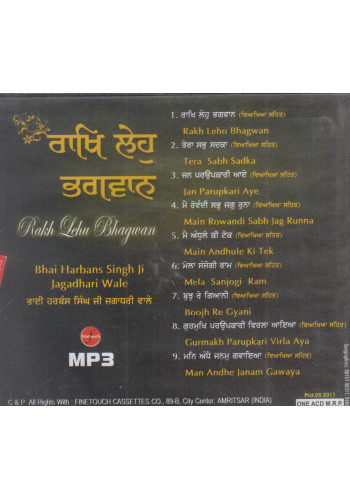 ਰਾਖਿ ਲੇਹੁ
ਭਗਵਾਨ
Rakh Lehu Bhagwan
Bhai Harbans Singh Ji
Jagadhari Wale
ਭਾਈ ਹਰਬੰਸ ਸਿੰਘ ਜੀ ਜਗਾਧਰੀ ਵਾਲੇ
MP3
1. ਰਾਖਿ ਲੇਹੁ ਭਗਵਾਨ (ਵਿਆਖਿਆ ਸਹਿਤ)
Rakh Leho Bhagwan
2. ਤੇਰਾ ਸਭੁ ਸਦਕਾ (ਵਿਆਖਿਆ ਸਹਿਤ)
Tera Sabh Sadka
3. ਜਨ ਪਰਉਪਕਾਰੀ ਆਏ (ਵਿਆਖਿਆ ਸਹਿਤ)
Jan Parupkari Aye
4. ਮੈ ਰੋਵੰਦੀ ਸਭੁ ਜਗੁ ਰੁਨਾ (ਵਿਆਖਿਆ ਸਹਿਤ)
Main Rowandi Sabh Jag Runna
5. ਮੈ ਅੰਧੁਲੇ ਕੀ ਟੇਕ (ਵਿਆਖਿਆ ਸਹਿਤ)
Main Andhule Ki Tek
6. ਮੇਲਾ ਸੰਜੋਗੀ ਰਾਮ (ਵਿਆਖਿਆ ਸਹਿਤ)
Mela Sanjogi Ram
7. ਬੂਝੁ ਰੇ ਗਿਆਨੀ (ਵਿਆਖਿਆ ਸਹਿਤ)
Boojh Re Gyani
8. ਗੁਰਮੁਖਿ ਪਰਉਪਕਾਰੀ ਵਿਰਲਾ ਆਇਆ (ਵਿਆਖਿਆ ਸਹਿਤ)
Gurmakh Parupkari Virla Aya
9. ਮਨਿ ਅੰਧੈ ਜਨਮੁ ਗਵਾਇਆ (ਵਿਆਖਿਆ ਸਹਿਤ)
Man Andhe Janam Gawaya
Prd.05.2011
C & P All Rights With : FINETOUCH CASSETTES CO., 89-B, City Center, AMRITSAR (INDIA)
ONE ACD M.R.P.